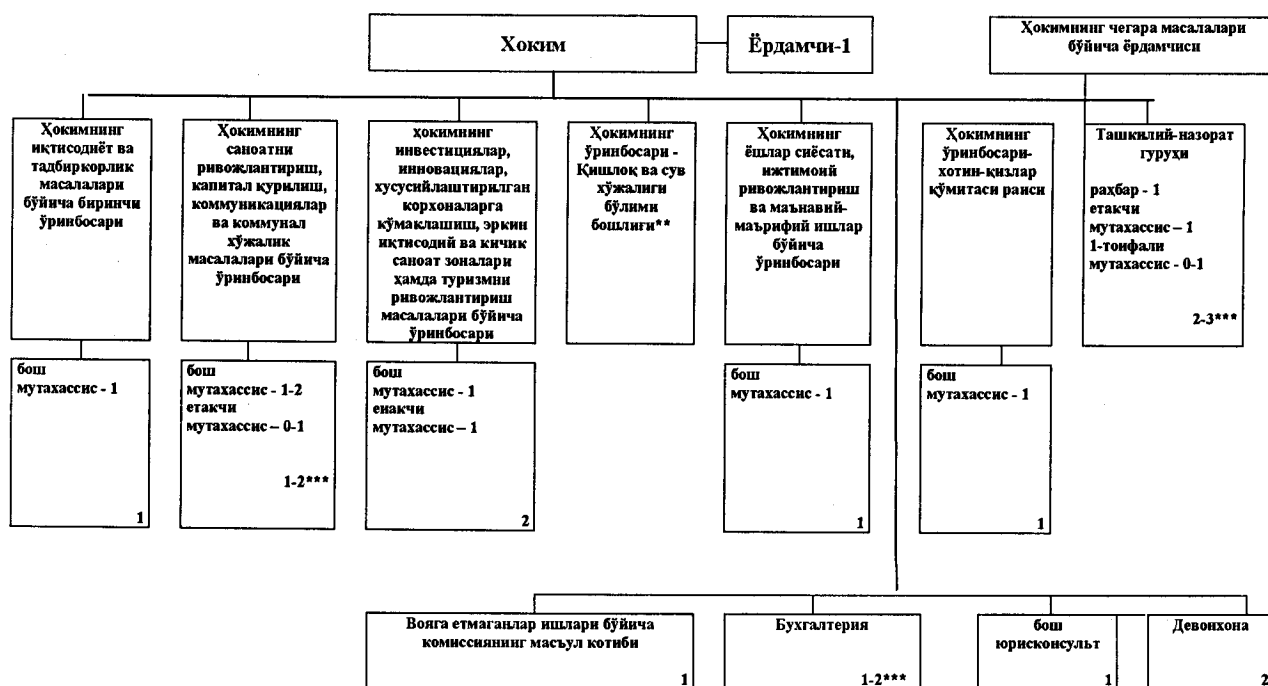 Хоким
Ёрдамчи-1
Ҳокимнинг чегара масалалари
бўйича ёрдамчиси
Ҳокимнинг
иқтисодиёт ва
тадбиркорлик
масалалари
бўйича биринчи
ўринбосари
Ҳокимнинг
саноатни
ривожлантириш,
капитал қурилиш,
коммуникациялар
ва коммунал
хўжалик
масалалари бўйича
ўринбосари
ҳокимнинг
инвестициялар,
инновациялар,
хусусийлаштирилган
корхоналарга
кўмаклашиш, эркин
иқтисодий ва кичик
саноат зоналари
ҳамда туризмни
ривожлантириш
масалалари бўйича
ўринбосари
Ҳокимнинг
ўринбосари -
Қишлоқ ва сув
хўжалиги
бўлими
бошлиғи**
Ҳокимнинг
ёшлар сиёсати,
ижтимоий
ривожлантириш
ва маънавий-
маърифий ишлар
бўйича
ўринбосари
Ҳокимнинг
ўринбосари-
хотин-қизлар
қўмитаси раиси
Ташкилий-назорат
гуруҳи
раҳбар - 1
етакчи
мутахассис – 1
1-тоифали
мутахассис - 0-1
2-3***
бош
мутахассис - 1
1
бош
мутахассис - 1-2
етакчи
мутахассис – 0-1
1-2***
бош
мутахассис - 1
енакчи
мутахассис – 1
2
бош
мутахассис - 1
1
бош
мутахассис - 1
1
Вояга етмаганлар ишлари бўйича
комиссиянинг масъул котиби
1
Бухгалтерия
1-2***
бош
юрисконсульт
1
Девонхона
2